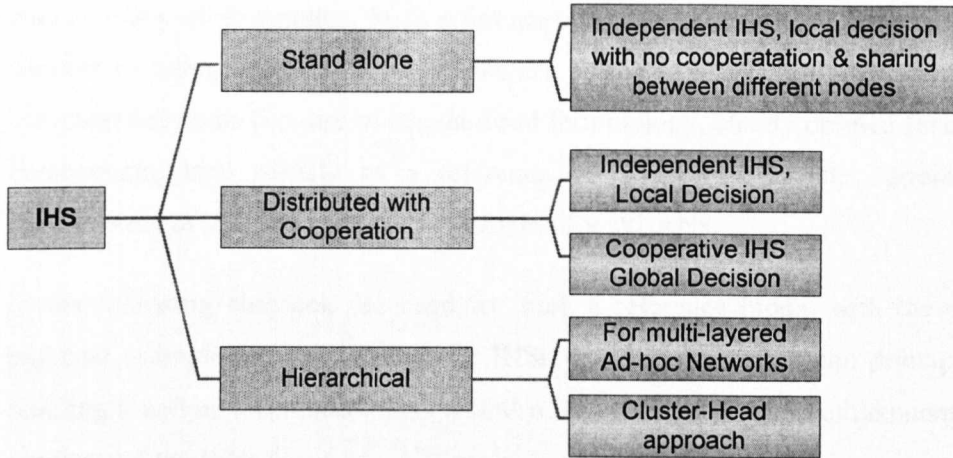 IHS
Stand alone
Independent IHS, local decision
with no cooperatation & sharing
between different nodes
Distributed with
Cooperation
Independent IHS,
Local Decision
Cooperative IHS
Global Decision
Hierarchical
For multi-layered
Ad-hoc Networks
Cluster-Head
approach